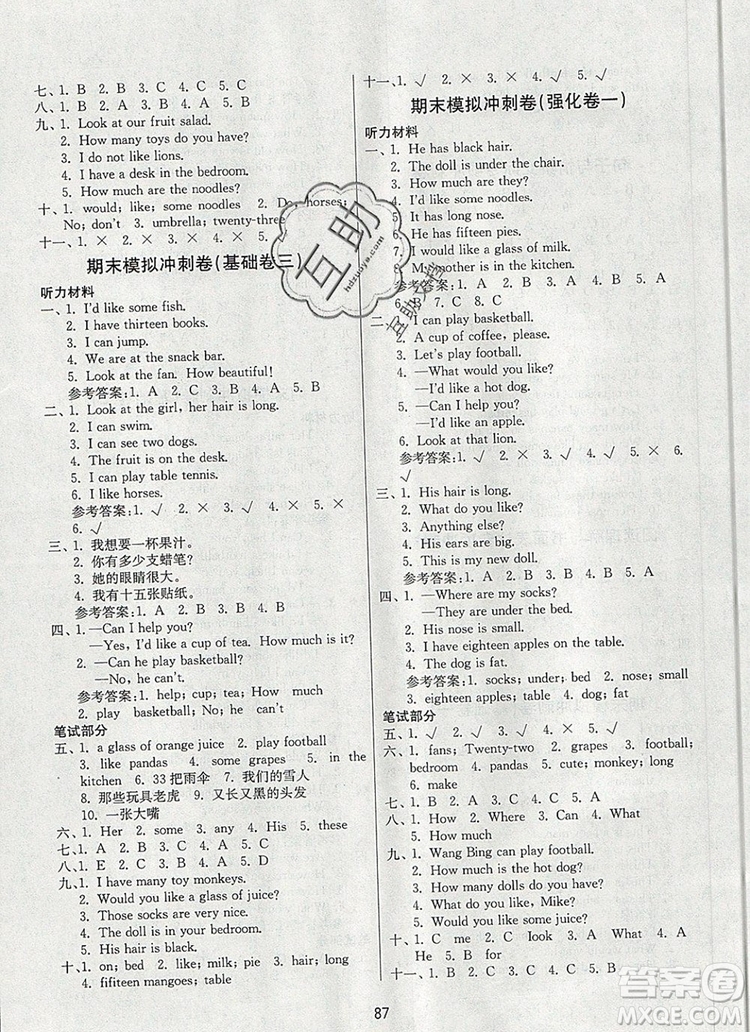 七、1. B  2. B  3. C  4. C  5. A
八、1. B  2. A  3. A  4. B  5. B
九、1. Look at our fruit salad.
2. How many toys do you have?
3. I do not like lions.
4. I have a desk in the bedroom.
5. How much are the noodles?
十、1. would; like; some noodles  2. Do; horses;
No; don't  3. umbrella; twenty-three
十一、1. ×  2. √  3. √  4. ×  5. √
期末模拟冲刺卷(基础卷三)
听力材料
一、1. I'd like some fish.
2. I have thirteen books.
3. I can jump.
4. We are at the snack bar.
5. Look at the fan. How beautiful!
参考答案:1. A  2. B  3. A  4. B  5. A
二、1. Look at the girl, her hair is long.
2. I can swim.
3. I can see two dogs.
4. The fruit is on the desk.
5. I can play table tennis.
6. I like horses.
参考答案:1. √  2. ×  3. √  4. ×  5. ×
6. √
三、1. 我想要一杯果汁。
2. 你有多少支蜡笔?
3. 她的眼睛很大。
4. 我有十五张贴纸。
参考答案:1. A  2. B  3. B  4. B
四、1. —Can I help you?
—Yes, I'd like a cup of tea. How much is it?
2. —Can he play basketball?
—No, he can't.
参考答案:1. help; cup; tea; How much
2. play  basketball; No; he  can't
笔试部分
五、1. a glass of orange juice  2. play football
3. like pandas  4. some grapes  5. in the
kitchen  6. 33 把雨伞  7. 我们的雪人
8. 那些玩具老虎  9. 又长又黑的头发
10. 一张大嘴
六、1. Her  2. some  3. any  4. His  5. these
七、1. A  2. B  3. C  4. B  5. B
八、1. E  2. C  3. D  4. B  5. A
九、1. I have many toy monkeys.
2. Would you like a glass of juice?
3. Those socks are very nice.
4. The doll is in your bedroom.
5. His hair is black.
十、1. on; bed  2. like; milk; pie  3. like; dogs
4. fifiteen mangoes; table
十一、1. √  2. ×  3. ×  4. ×  5. √
期末模拟冲刺卷(强化卷一)
听力材料
一、1. He has black hair.
2. The doll is under the chair.
3. How much are they?
4. I'd like some noodles.
5. It has long nose.
6. We have fifteen peaches.
7. I would like a glass of milk.
8. My mother is in the kitchen.
参考答案:1. C  2. A  3. C  4. A  5. A
6. B  7. C  8. C
二、1. I can play basketball.
2. A cup of coffee, please.
3. Let's play football.
4. —What would you like?
—I'd like a hot dog.
5. —Would you like a pie?
—I'd like an apple.
6. Look at that lion.
参考答案:1. √  2. ×  3. √  4. √  5. ×  6.
√
三、1. His hair is long.
2. What do you like?
3. Anything else?
4. His ears are big.
5. This is my new doll.
参考答案:1. B  2. A  3. B  4. B  5. B
四、1. —Where are my socks?
—They are under the bed.
2. His nose is small.
3. I have eighteen apples on the table.
4. The dog is fat.
参考答案:1. socks; under; bed  2. nose; small
3. eighteen apples; table  4. dog; fat
笔试部分
五、1. √  2. √  3. √  4. ×  5. ×
六、1. fans; Twenty-two  2. grapes  3. football;
bedroom  4. pandas  5. cute; making; can't
6. make
七、1. B  2. A  3. C  4. C  5. B
八、1. How  2. Where  3. Can  4. What
5. How much
九、1. Wang Bing can play football.
2. How much is the hot dog?
3. How many dolls do you have?
4. What do you like, Mike?
5. Would you like some juice?
十、1. C  me  2. C  Iook  3. A  What  4. A
He  5. B  for
十一、1. C  2. B  3. C  4. B  5. A
87
互助
hdzuoye.com
答案圈
MXQE.COM